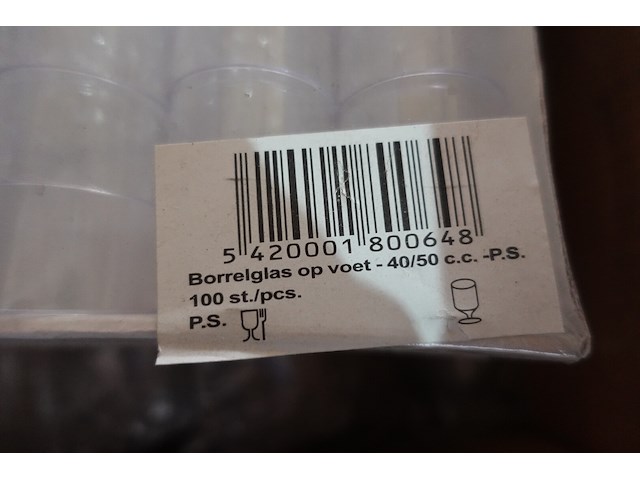 5 420001 800648
Borrelglas op voet - 40/50 c.c. -P.S.
100 st./pcs.
P.S.